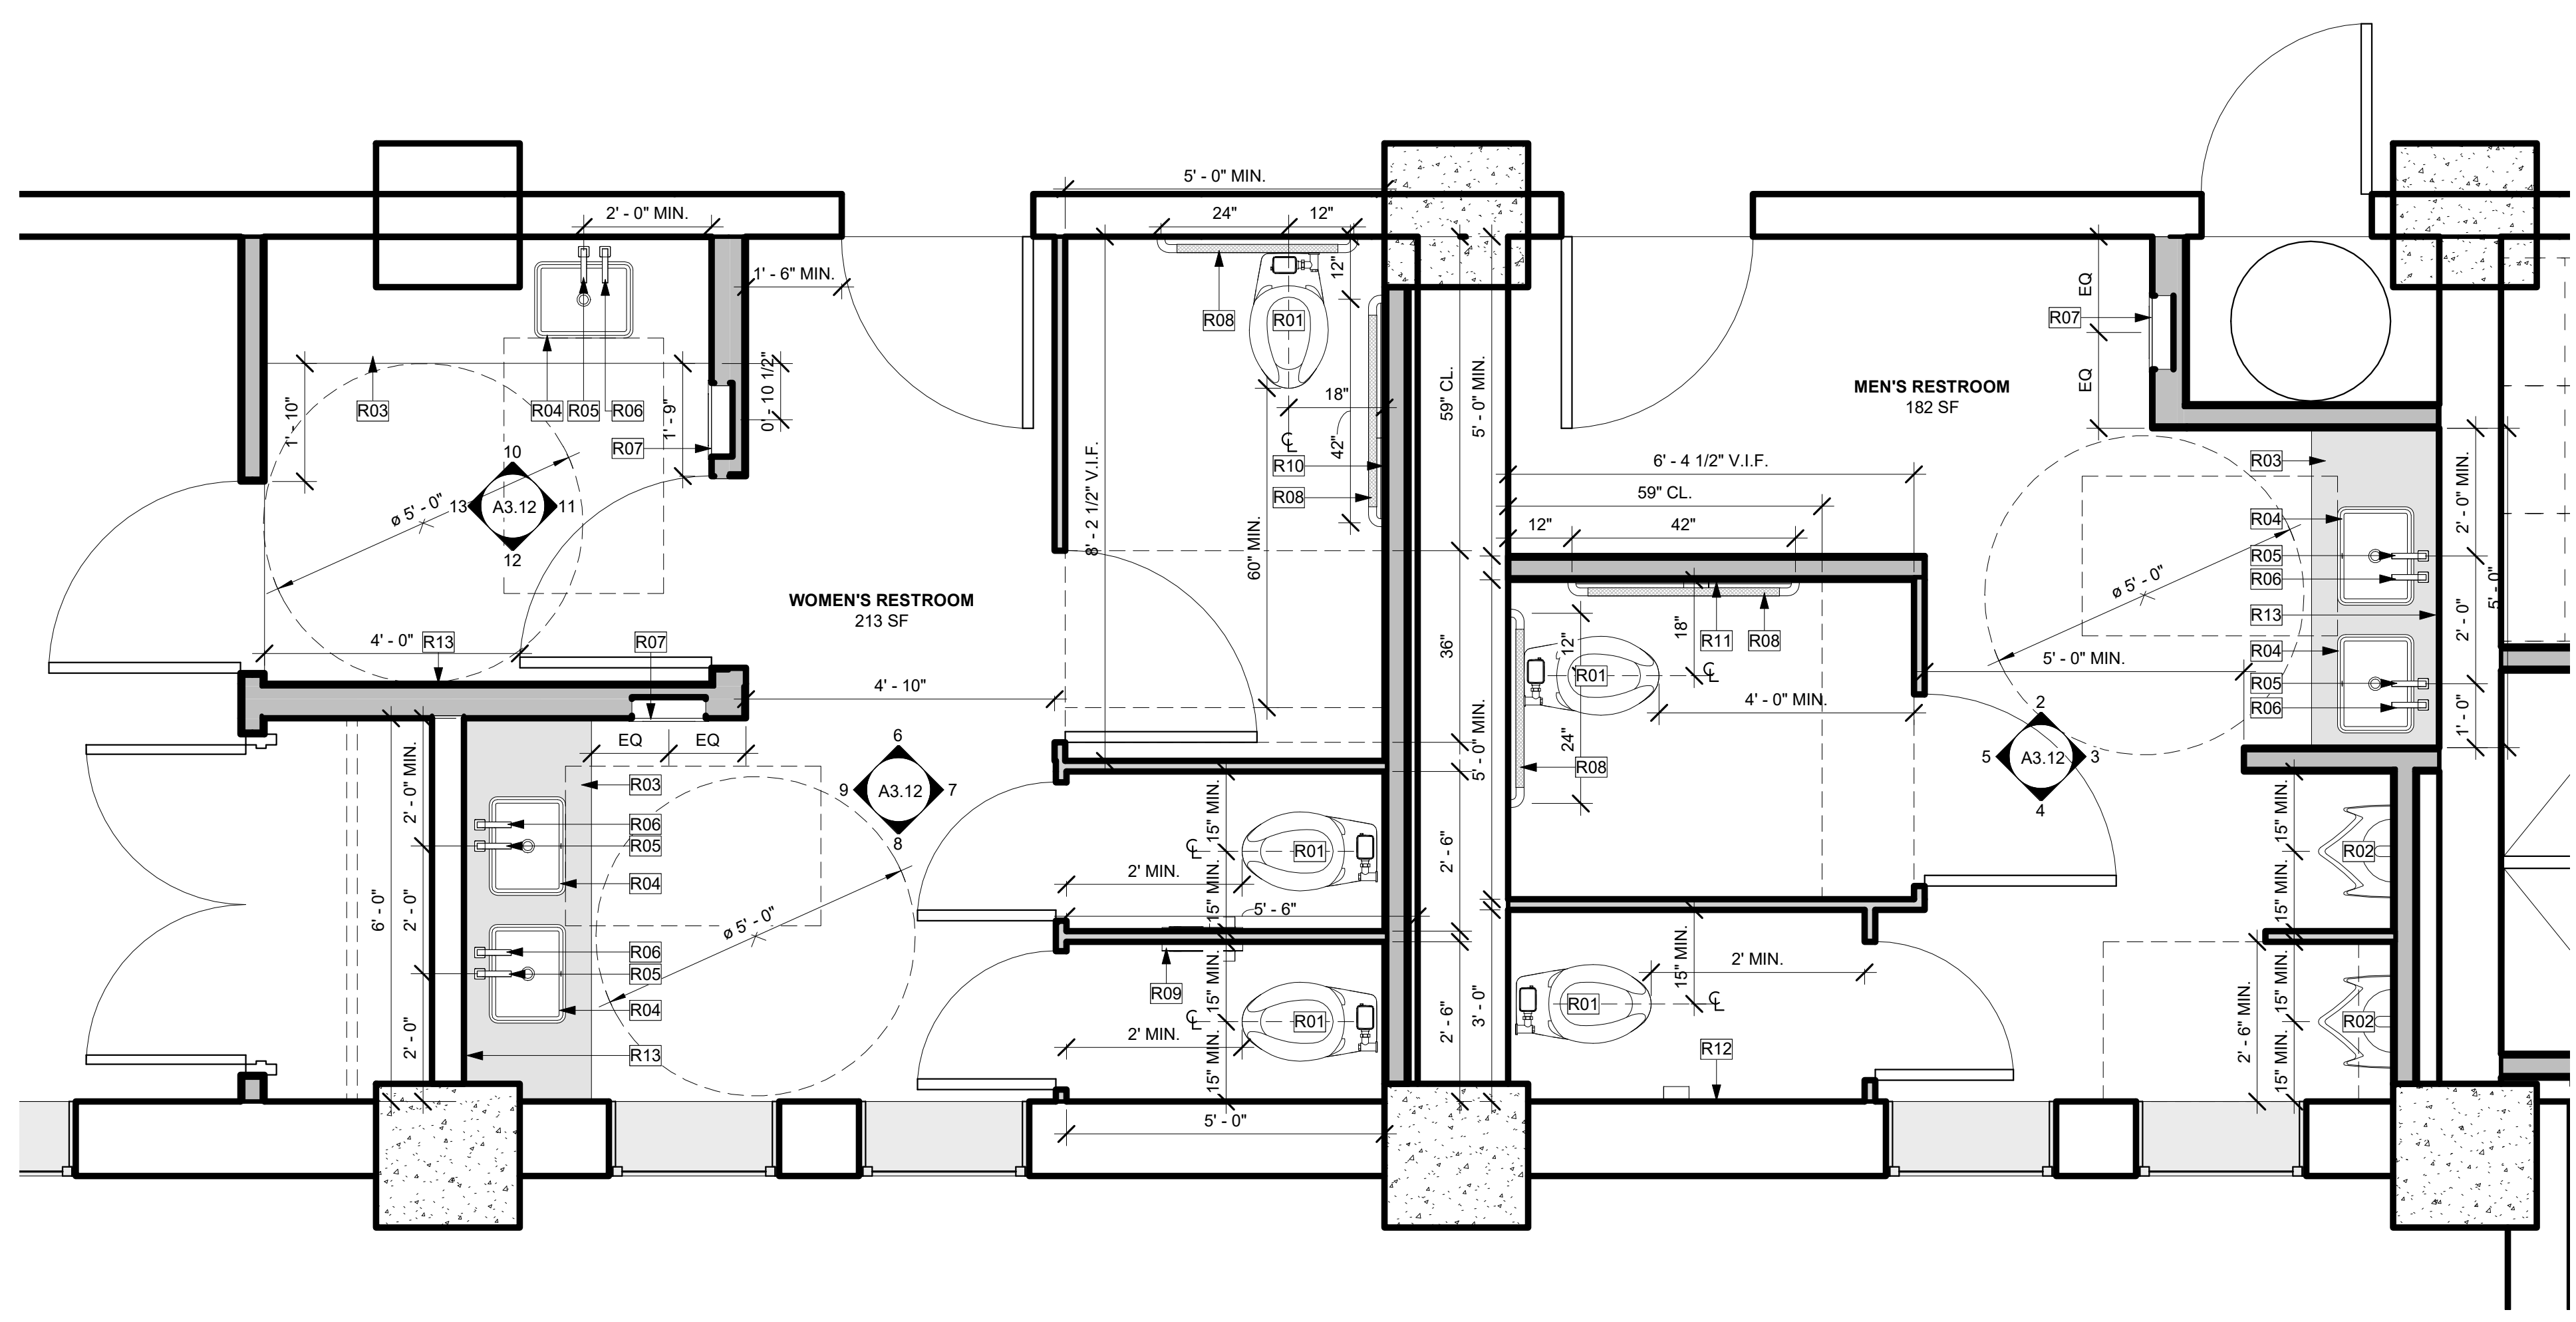 5' - 0" MIN.
2' - 0" MIN.
24"
12"
1' - 6" MIN.
12"
R08
R01
EQ
R07
59" CL.
5' - 0" MIN.
MEN'S RESTROOM
182 SF
EQ
1' - 10"
R03
R04
R05
R06
1' - 9"
0' - 10 1/2"
18"
CL
42"
R07
10
13
A3.12
11
12
ø 5' - 0"
8' - 2 1/2" V.I.F.
R10
R08
60" MIN.
6' - 4 1/2" V.I.F.
59" CL.
12"
42"
R03
R04
R05
R06
R13
R04
R05
R06
2' - 0" MIN.
2' - 0"
1' - 0"
5' - 0"
ø 5' - 0"
5' - 0" MIN.
WOMEN'S RESTROOM
213 SF
4' - 0"
R13
R07
4' - 10"
36"
12"
18"
R11
R08
R01
CL
4' - 0" MIN.
24"
R08
5' - 0" MIN.
2
5
A3.12
3
4
EQ
EQ
R03
6
9
A3.12
7
8
2' - 0" MIN.
R06
R05
R04
6' - 0"
2' - 0"
ø 5' - 0"
R06
R05
R04
2' - 0"
R13
15" MIN.
CL
R01
2' MIN.
15" MIN.
5' - 6"
R09
15" MIN.
CL
R01
2' MIN.
15" MIN.
5' - 0"
2' - 6"
2' - 6"
3' - 0"
15" MIN.
2' MIN.
R01
CL
R12
15" MIN.
R02
15" MIN.
2' - 6" MIN.
15" MIN.
R02
15" MIN.